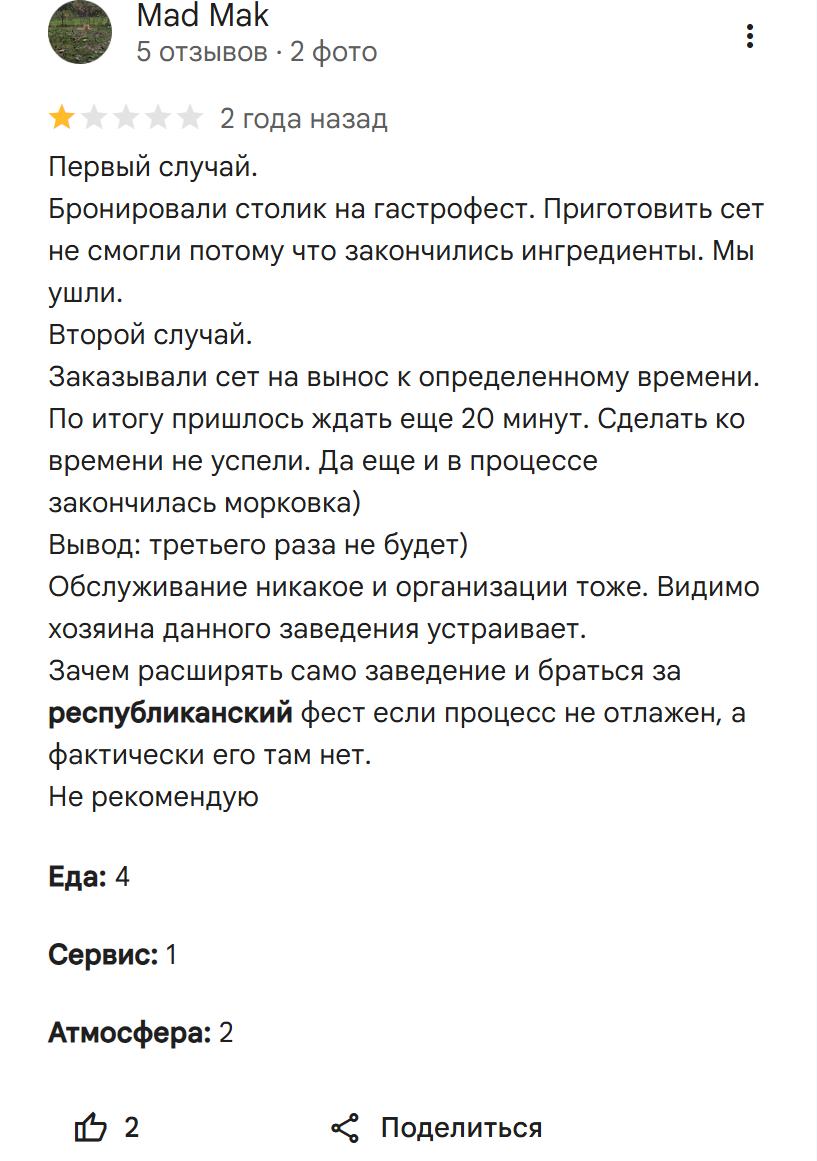 Mad Mak
5 отзывов · 2 фото
2 года назад
Первый случай.
Бронировали столик на гастрофест. Приготовить сет
не смогли потому что закончились ингредиенты. Мы
ушли.
Второй случай.
Заказывали сет на вынос к определенному времени.
По итогу пришлось ждать еще 20 минут. Сделать ко
времени не успели. Да еще и в процессе
закончилась морковка)
Вывод: третьего раза не будет)
Обслуживание никакое и организации тоже. Видимо
хозяина данного заведения устраивает.
Зачем расширять само заведение и браться за
республиканский фест если процесс не отлажен, а
фактически его там нет.
Не рекомендую
Еда: 4
Сервис: 1
Атмосфера: 2
2 Поделиться